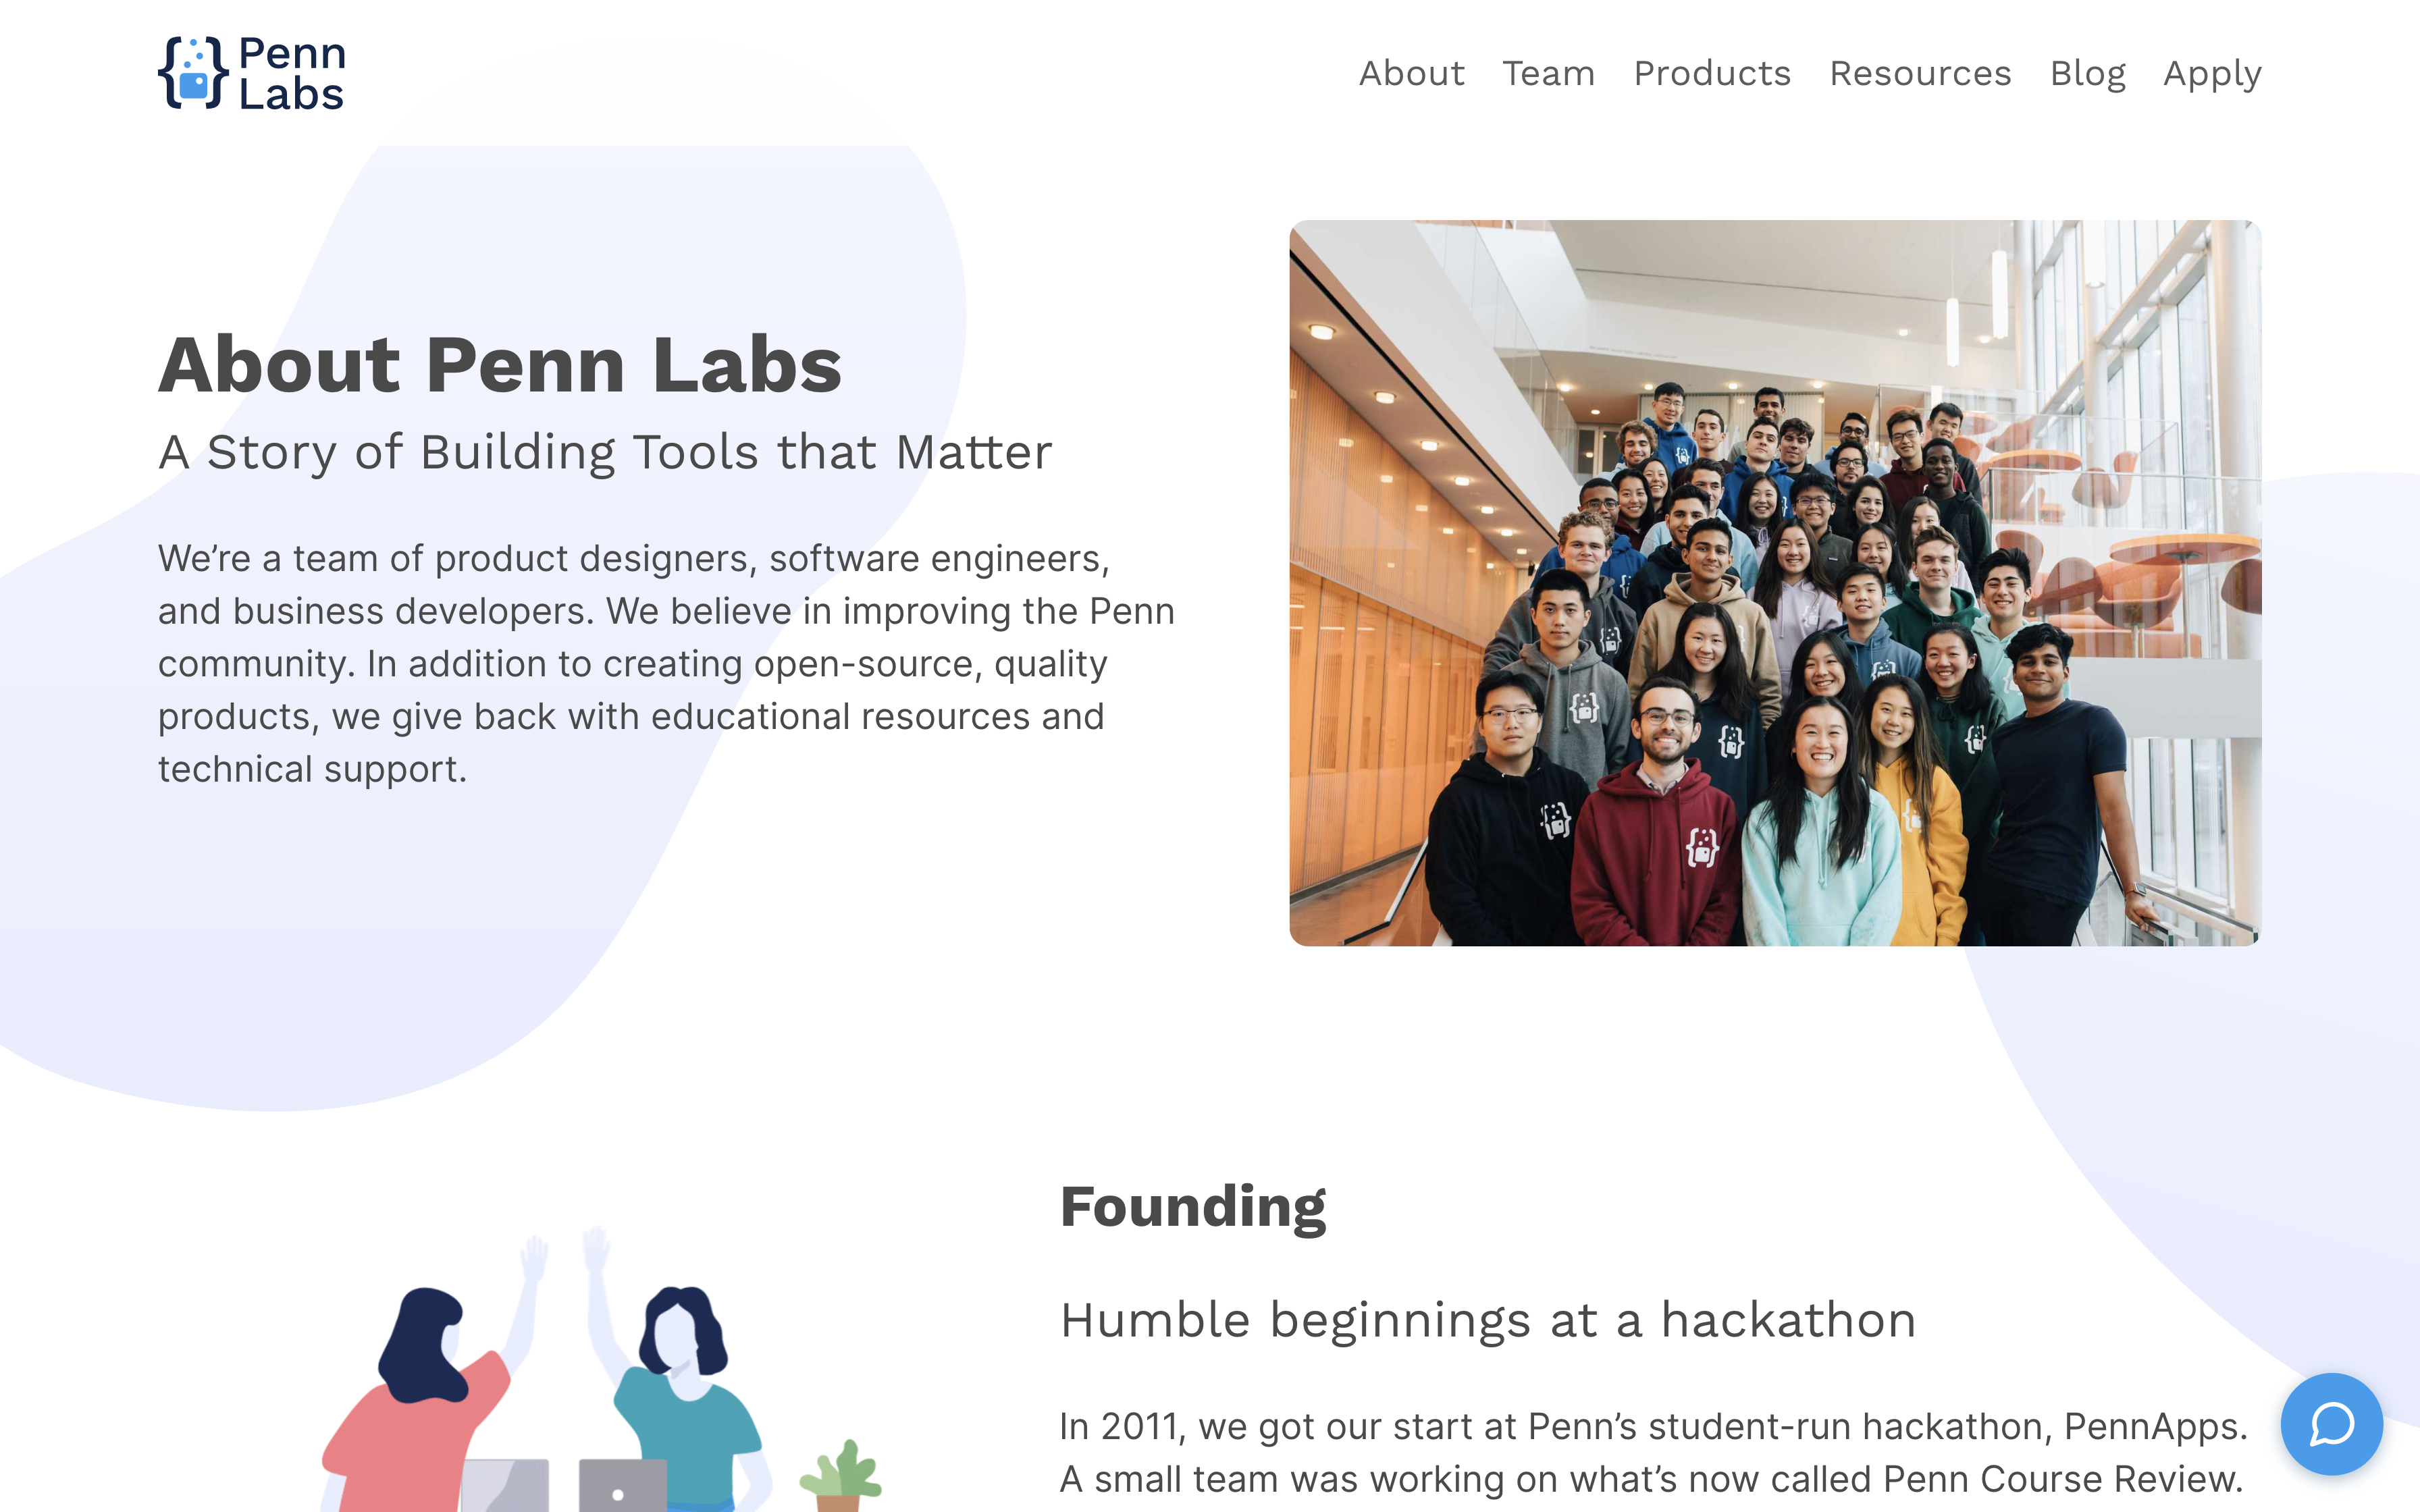 Penn
Labs
About Team Products Resources Blog Apply
About Penn Labs
A Story of Building Tools that Matter
We’re a team of product designers, software engineers,
and business developers. We believe in improving the Penn
community. In addition to creating open-source, quality
products, we give back with educational resources and
technical support.
Founding
Humble beginnings at a hackathon
In 2011, we got our start at Penn’s student-run hackathon, PennApps.
A small team was working on what’s now called Penn Course Review.